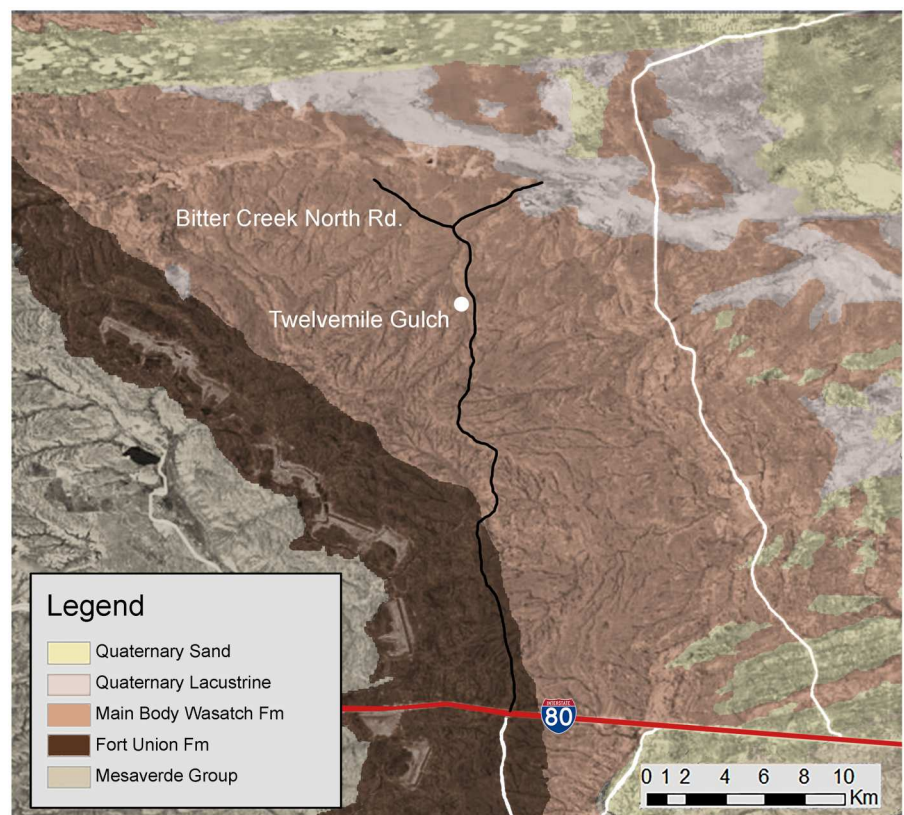 Bitter Creek North Rd.
Twelvemile Gulch
Legend
Quaternary Sand
Quaternary Lacustrine
Main Body Wasatch Fm
Fort Union Fm
Mesaverde Group
INTERSTATE
80
0 1 2 4 6 8 10
Km